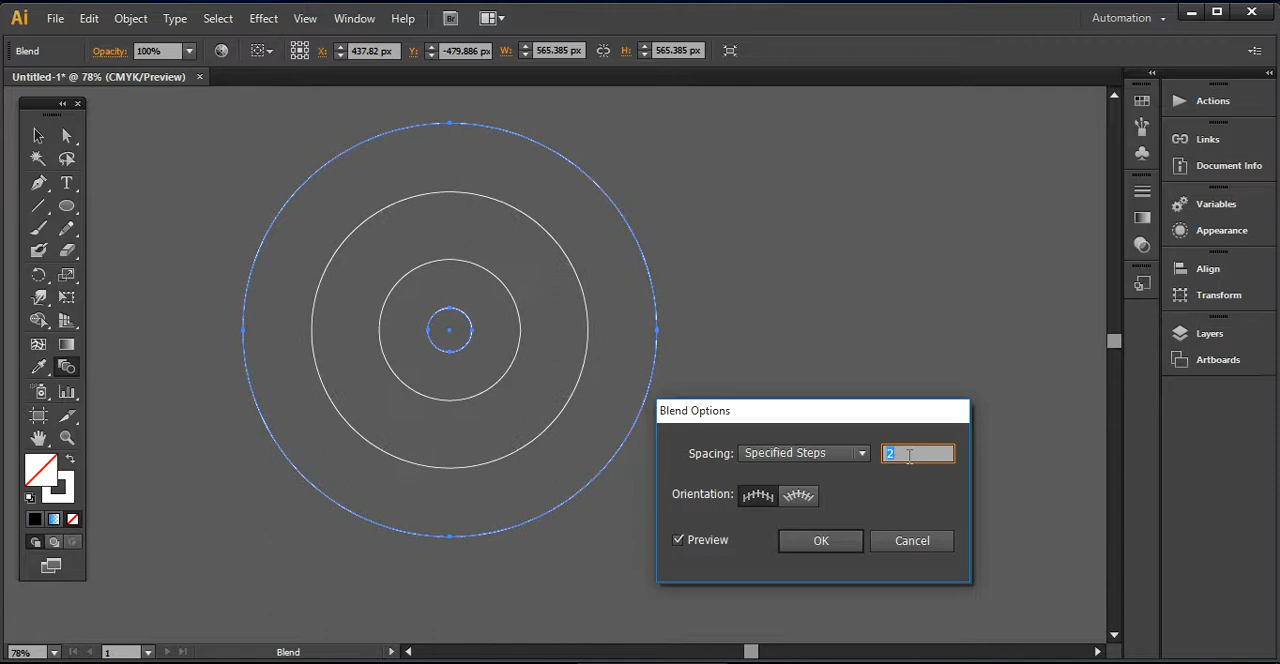 Ai File Edit Object Type Select Effect View Window Help Br Automation
Blend Opacity: 100% X: 437.82 px Y: -479.886 px W: 565.385 px H: 565.385 px
Untitled-1* @ 78% (CMYK/Preview) ×
Actions
Links
Document Info
Variables
Appearance
Align
Transform
Layers
Artboards
T
Blend Options
Spacing: Specified Steps 2
Orientation:
Preview OK Cancel
78% 1 Blend